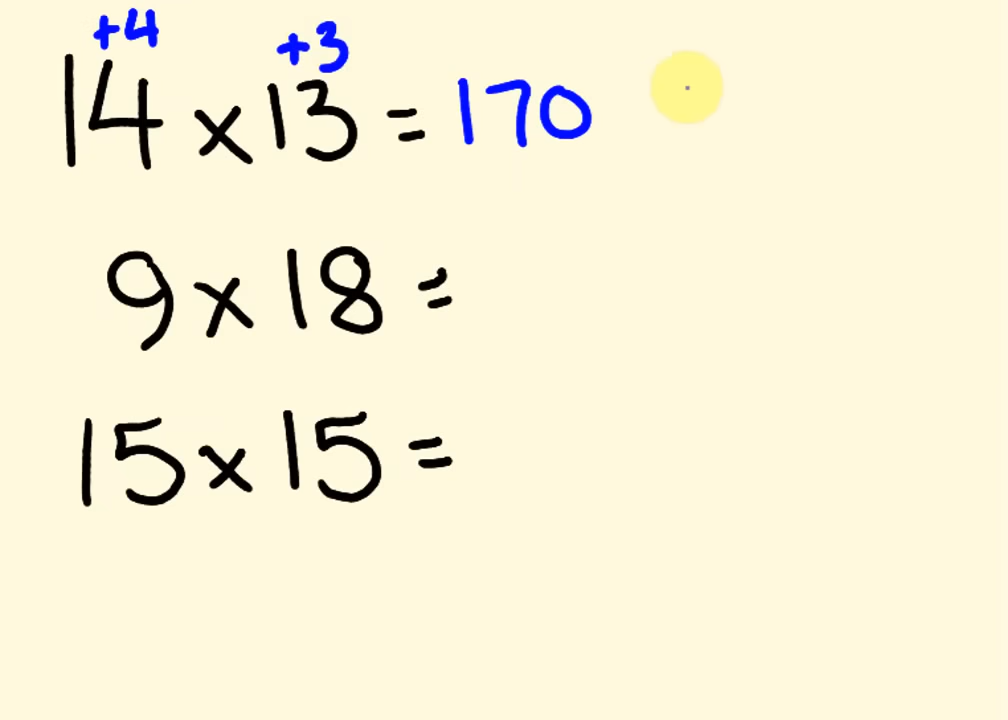 +4 +3
14 x 13 = 170
9 x 18 =
15 x 15 =